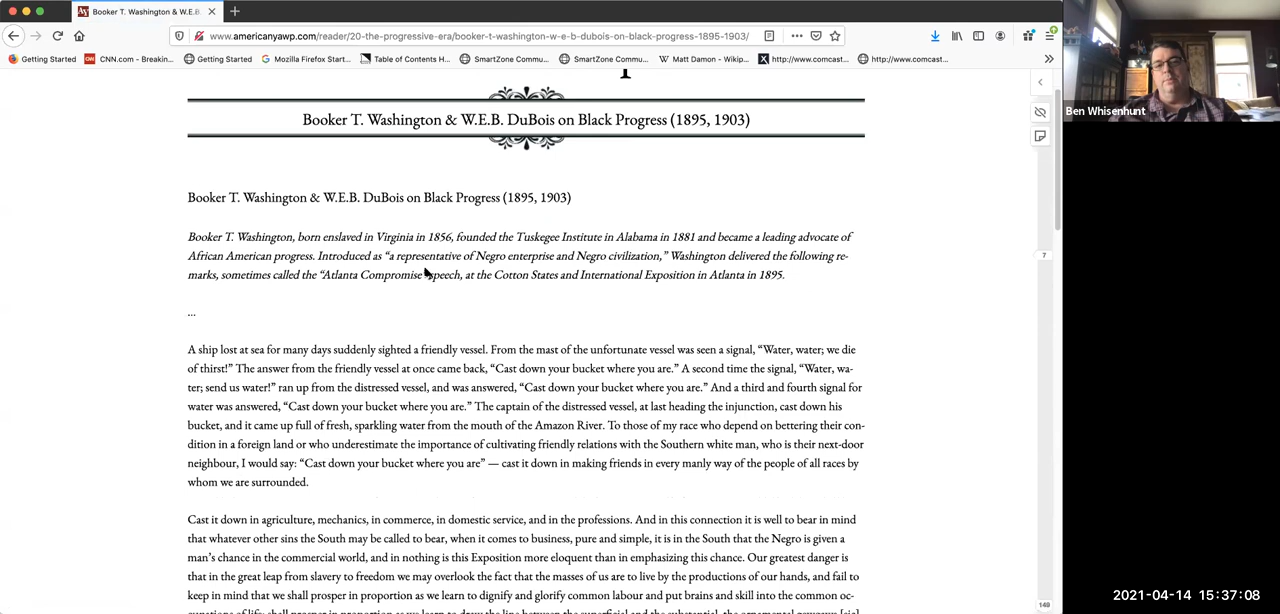 Booker T. Washington & W.E.B.
www.americanyawp.com/reader/20-the-progressive-era/booker-t-washington-w-e-b-dubois-on-black-progress-1895-1903/
Getting Started CNN.com - Breakin... Getting Started Mozilla Firefox Start... Table of Contents H... SmartZone Commu... SmartZone Commu... Matt Damon - Wikip... http://www.comcast... http://www.comcast...
Booker T. Washington & W.E.B. DuBois on Black Progress (1895, 1903)
Booker T. Washington & W.E.B. DuBois on Black Progress (1895, 1903)
Booker T. Washington, born enslaved in Virginia in 1856, founded the Tuskegee Institute in Alabama in 1881 and became a leading advocate of
African American progress. Introduced as “a representative of Negro enterprise and Negro civilization,” Washington delivered the following re-
marks, sometimes called the “Atlanta Compromise” speech, at the Cotton States and International Exposition in Atlanta in 1895.
...
A ship lost at sea for many days suddenly sighted a friendly vessel. From the mast of the unfortunate vessel was seen a signal, “Water, water; we die
of thirst!” The answer from the friendly vessel at once came back, “Cast down your bucket where you are.” A second time the signal, “Water, wa-
ter; send us water!” ran up from the distressed vessel, and was answered, “Cast down your bucket where you are.” And a third and fourth signal for
water was answered, “Cast down your bucket where you are.” The captain of the distressed vessel, at last heading the injunction, cast down his
bucket, and it came up full of fresh, sparkling water from the mouth of the Amazon River. To those of my race who depend on bettering their con-
dition in a foreign land or who underestimate the importance of cultivating friendly relations with the Southern white man, who is their next-door
neighbour, I would say: “Cast down your bucket where you are” — cast it down in making friends in every manly way of the people of all races by
whom we are surrounded.
Cast it down in agriculture, mechanics, in commerce, in domestic service, and in the professions. And in this connection it is well to bear in mind
that whatever other sins the South may be called to bear, when it comes to business, pure and simple, it is in the South that the Negro is given a
man’s chance in the commercial world, and in nothing is this Exposition more eloquent than in emphasizing this chance. Our greatest danger is
that in the great leap from slavery to freedom we may overlook the fact that the masses of us are to live by the productions of our hands, and fail to
keep in mind that we shall prosper in proportion as we learn to dignify and glorify common labour and put brains and skill into the common oc-
7
149
Ben Whisenhunt
2021-04-14 15:37:08